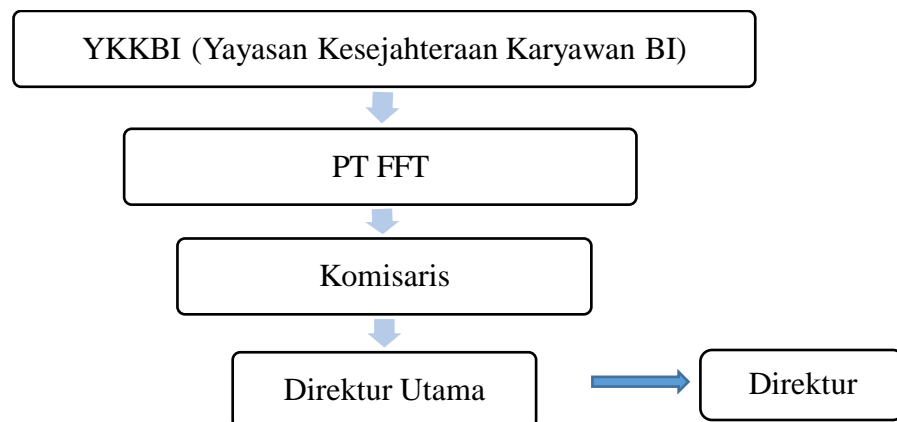 YKKBI (Yayasan Kesejahteraan Karyawan BI)
PT FFT
Komisaris
Direktur Utama
Direktur